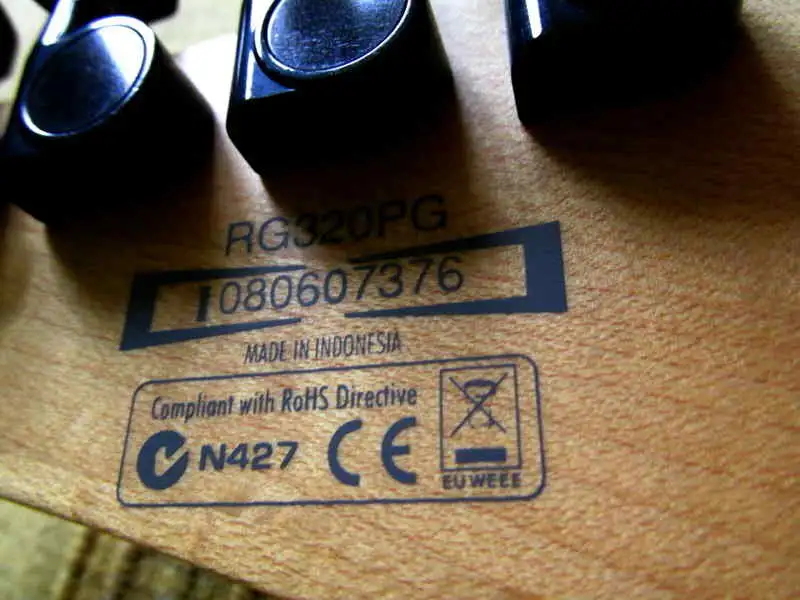 RG320PG
I080607376
MADE IN INDONESIA
Compliant with RoHS Directive
N427 CE
EU WEEE